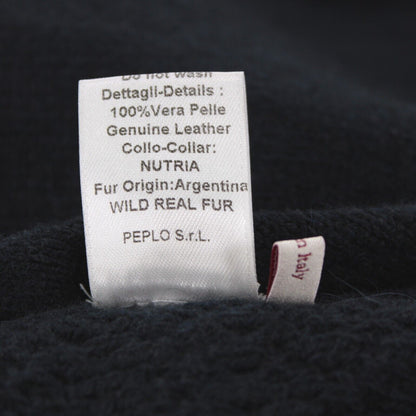 Do not wash
Dettagli-Details :
100%Vera Pelle
Genuine Leather
Collo-Collar:
NUTRIA
Fur Origin:Argentina
WILD REAL FUR
PEPLO S.r.L.
n Italy